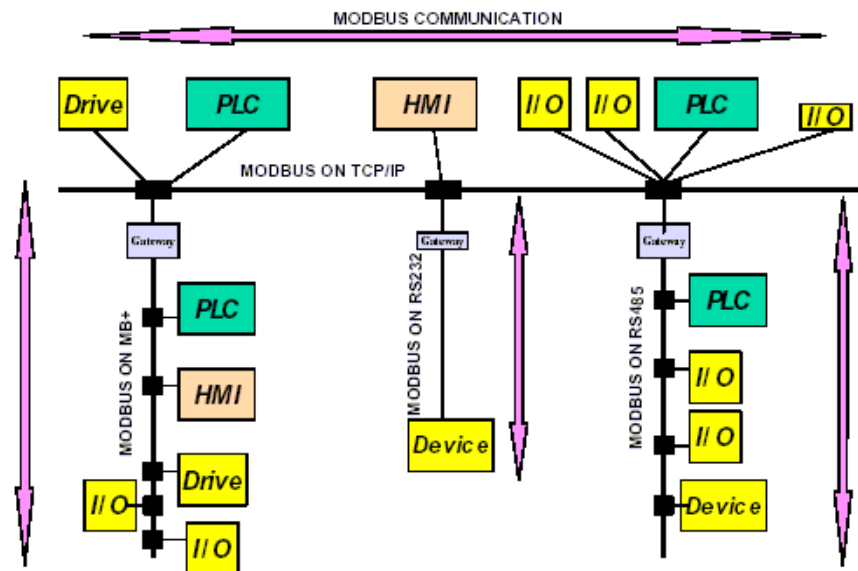 MODBUS COMMUNICATION
Drive
PLC
HMI
I/O
I/O
PLC
I/O
MODBUS ON TCP/IP
Gateway
Gateway
Gateway
MODBUS ON MB+
PLC
HMI
Drive
I/O
I/O
MODBUS ON RS232
Device
MODBUS ON RS485
PLC
I/O
I/O
Device